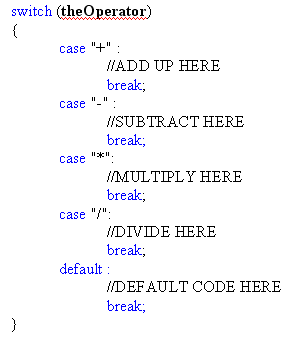 switch (theOperator)
{
case "+" :
//ADD UP HERE
break;
case "-" :
//SUBTRACT HERE
break;
case "*":
//MULTIPLY HERE
break;
case "/":
//DIVIDE HERE
break;
default :
//DEFAULT CODE HERE
break;
}